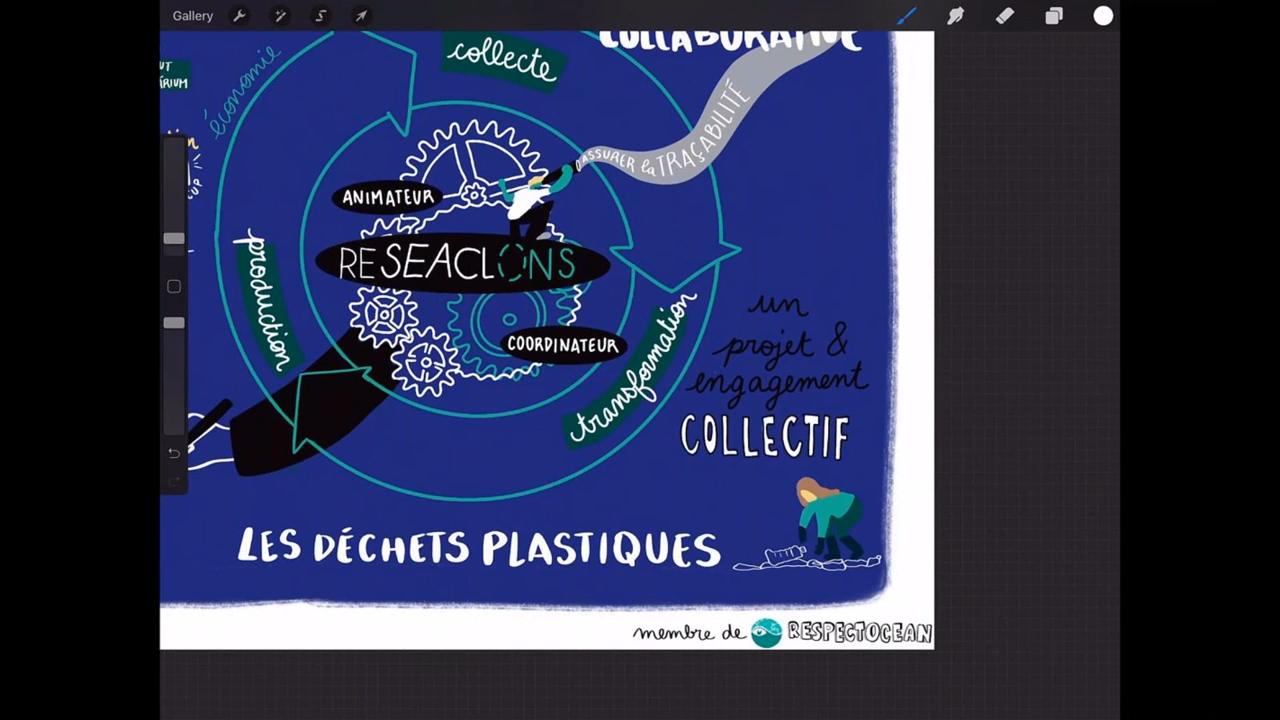 Gallery
COLLABORATIVE
collecte
économie
ASSURER la TRAÇABILITÉ
ANIMATEUR
RESEACLONS
production
COORDINATEUR
transformation
un
projet &
engagement
COLLECTIF
LES DÉCHETS PLASTIQUES
membre de RESPECTOCEAN